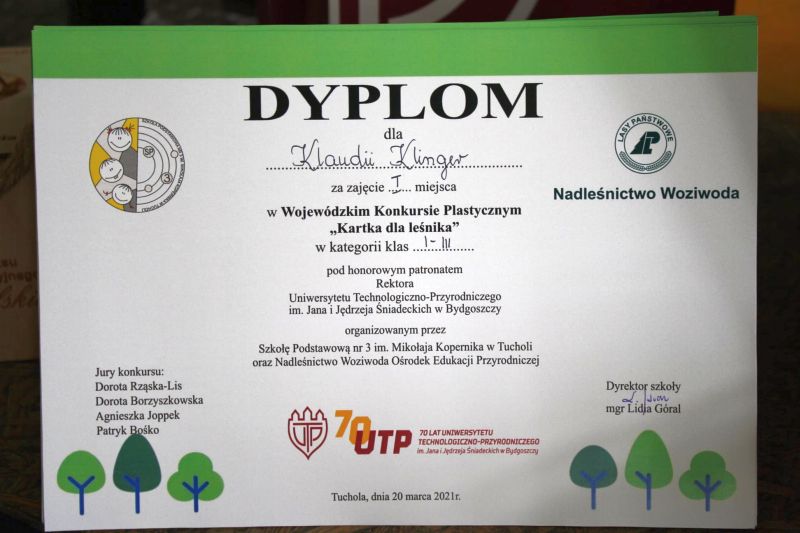 DYPLOM
dla
Klaudii Klinger
za zajęcie ..I.... miejsca
w Wojewódzkim Konkursie Plastycznym
„Kartka dla leśnika”
w kategorii klas I-III
pod honorowym patronatem
Rektora
Uniwersytetu Technologiczno-Przyrodniczego
im. Jana i Jędrzeja Śniadeckich w Bydgoszczy
organizowanym przez
Szkołę Podstawową nr 3 im. Mikołaja Kopernika w Tucholi
oraz Nadleśnictwo Woziwoda Ośrodek Edukacji Przyrodniczej
SP 3
LASY PAŃSTWOWE
Nadleśnictwo Woziwoda
Jury konkursu:
Dorota Rząska-Lis
Dorota Borzyszkowska
Agnieszka Joppek
Patryk Bośko
Dyrektor szkoły
mgr Lidia Góral
UTP
70 UTP
70 LAT UNIWERSYTETU
TECHNOLOGICZNO-PRZYRODNICZEGO
im. Jana i Jędrzeja Śniadeckich w Bydgoszczy
Tuchola, dnia 20 marca 2021r.